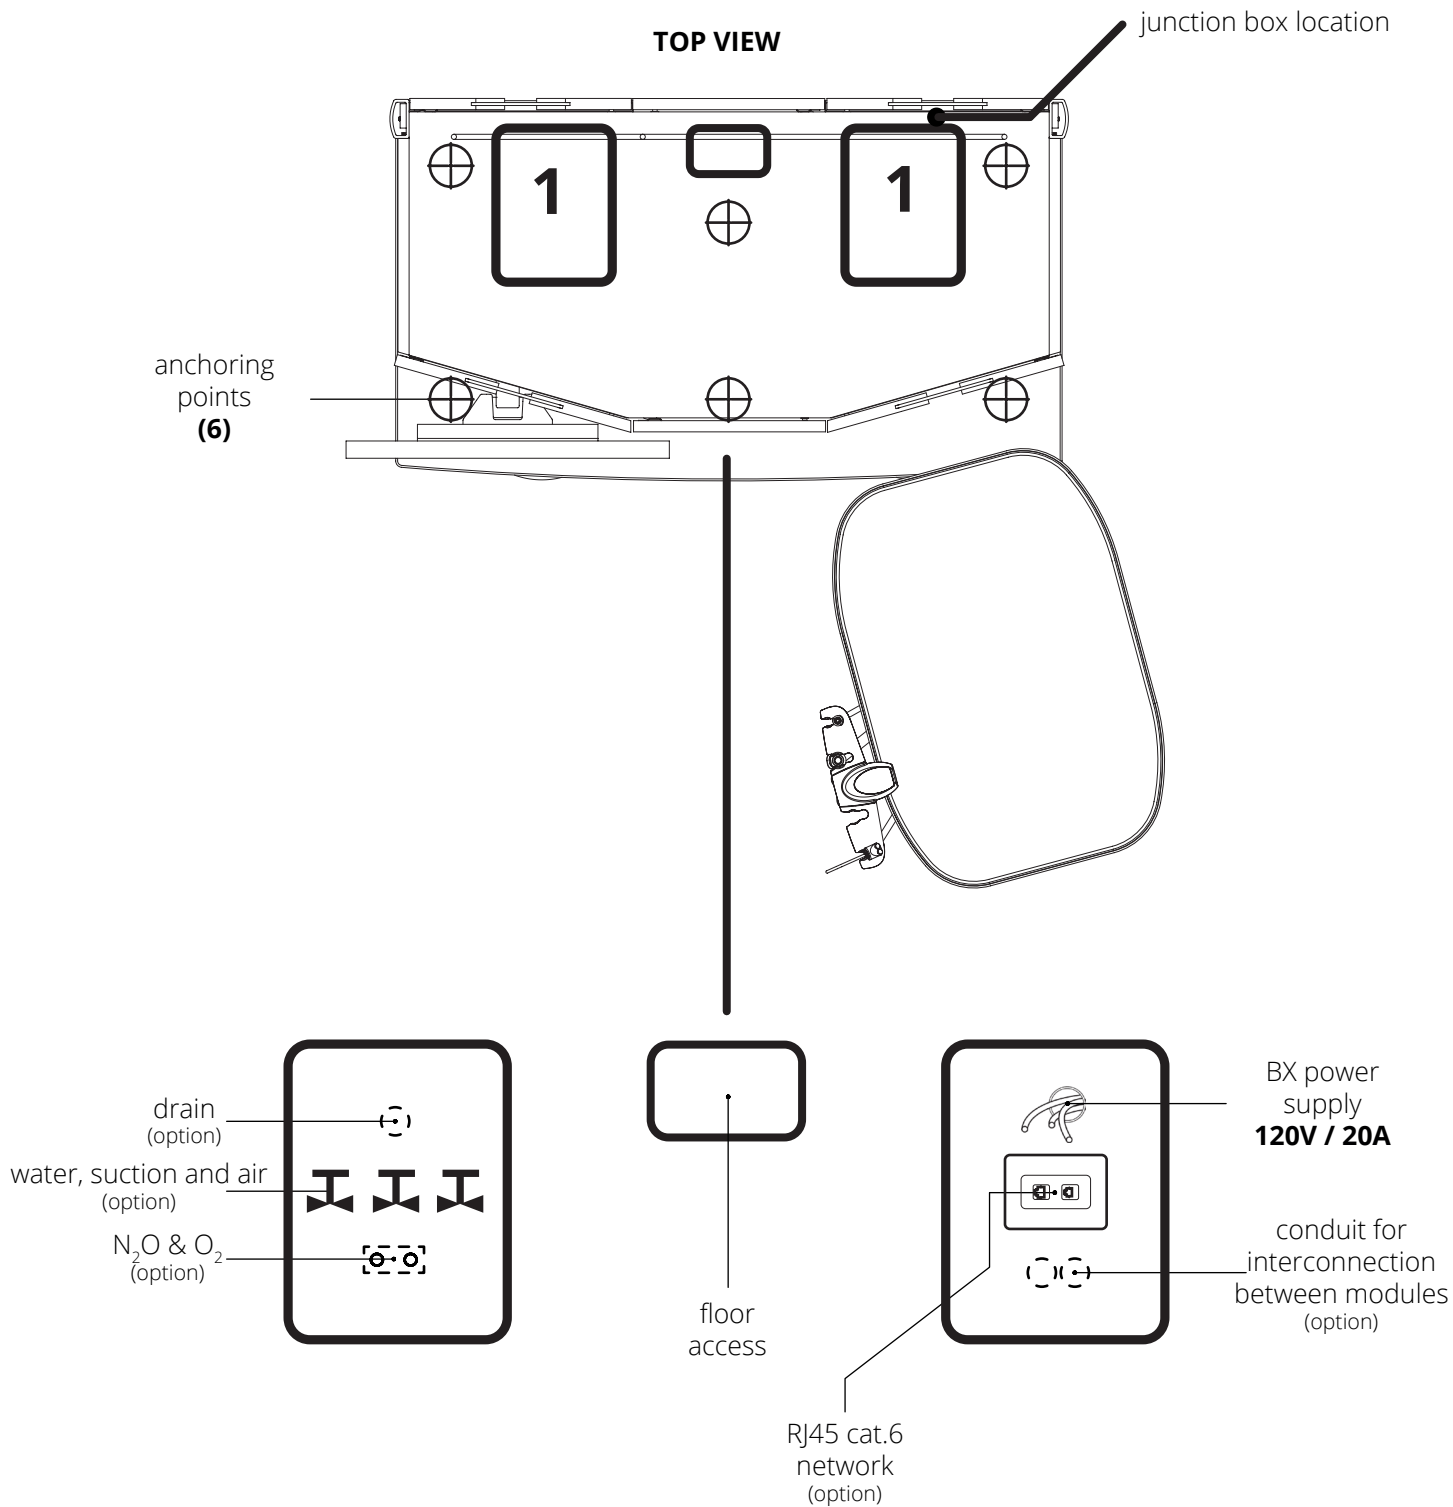 TOP VIEW
junction box location
1
1
anchoring
points
(6)
drain
(option)
water, suction and air
(option)
N₂O & O₂
(option)
floor
access
BX power
supply
120V / 20A
conduit for
interconnection
between modules
(option)
RJ45 cat.6
network
(option)